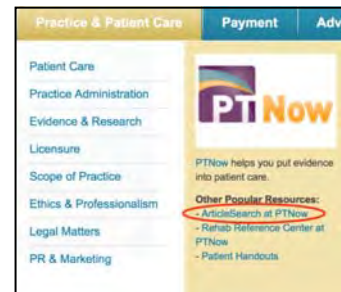 Practice & Patient Care
Payment
Adv
Patient Care
Practice Administration
Evidence & Research
Licensure
Scope of Practice
Ethics & Professionalism
Legal Matters
PR & Marketing
PTNow
PTNow helps you put evidence
into patient care.
Other Popular Resources:
- ArticleSearch at PTNow
- Rehab Reference Center at
PTNow
- Patient Handouts